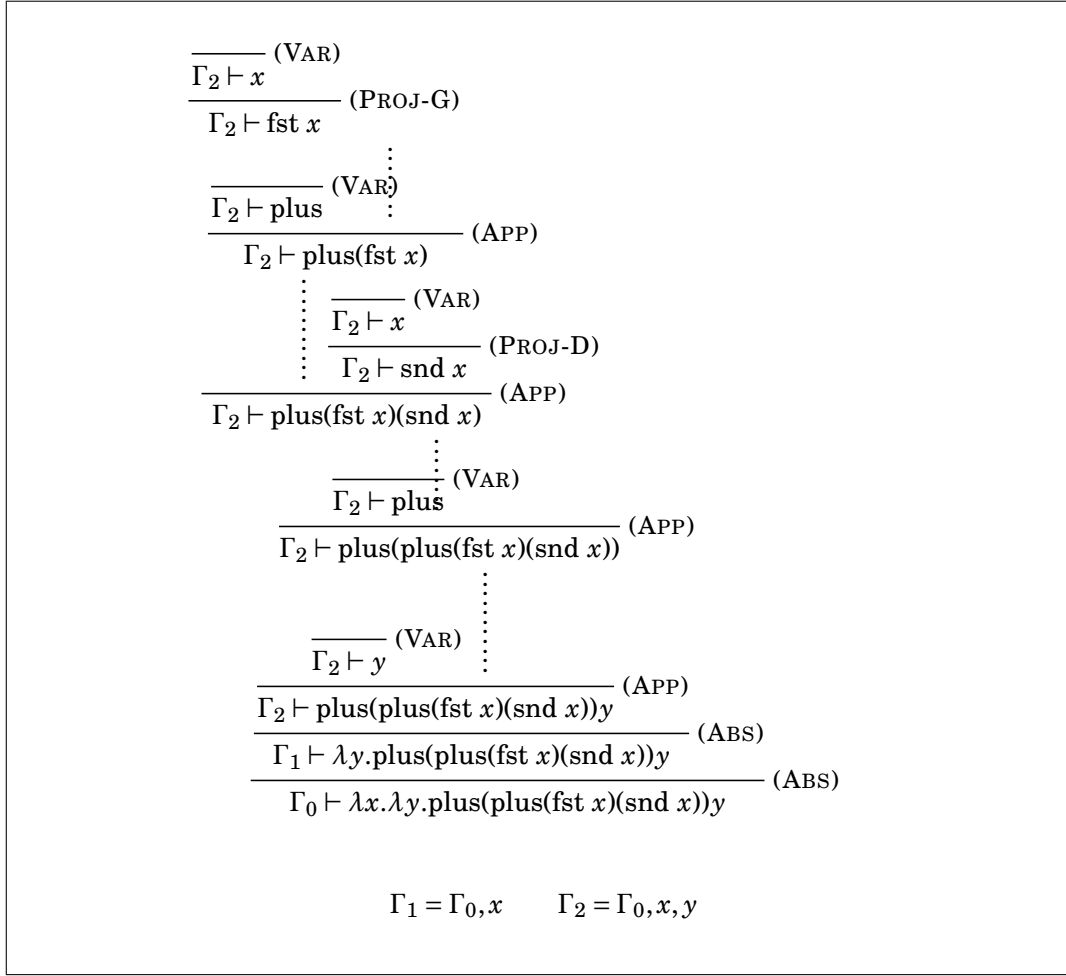 (VAR)
Γ₂ ⊢ x
(PROJ-G)
Γ₂ ⊢ fst x
(VAR)
Γ₂ ⊢ plus
(APP)
Γ₂ ⊢ plus(fst x)
(VAR)
Γ₂ ⊢ x
(PROJ-D)
Γ₂ ⊢ snd x
(APP)
Γ₂ ⊢ plus(fst x)(snd x)
(VAR)
Γ₂ ⊢ plus
(APP)
Γ₂ ⊢ plus(plus(fst x)(snd x))
(VAR)
Γ₂ ⊢ y
(APP)
Γ₂ ⊢ plus(plus(fst x)(snd x))y
(ABS)
Γ₁ ⊢ λy.plus(plus(fst x)(snd x))y
(ABS)
Γ₀ ⊢ λx.λy.plus(plus(fst x)(snd x))y
Γ₁ = Γ₀, x Γ₂ = Γ₀, x, y